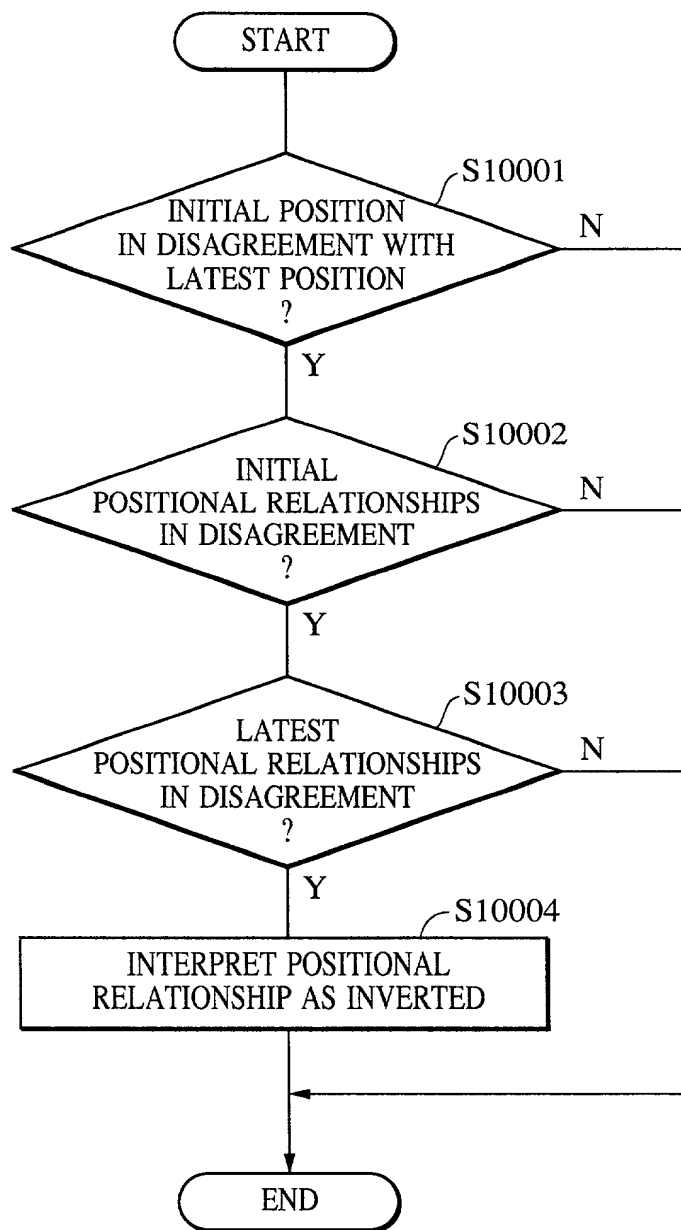 START
S10001
INITIAL POSITION
IN DISAGREEMENT WITH
LATEST POSITION
?
N
Y
S10002
INITIAL
POSITIONAL RELATIONSHIPS
IN DISAGREEMENT
?
N
Y
S10003
LATEST
POSITIONAL RELATIONSHIPS
IN DISAGREEMENT
?
N
Y
S10004
INTERPRET POSITIONAL
RELATIONSHIP AS INVERTED
END